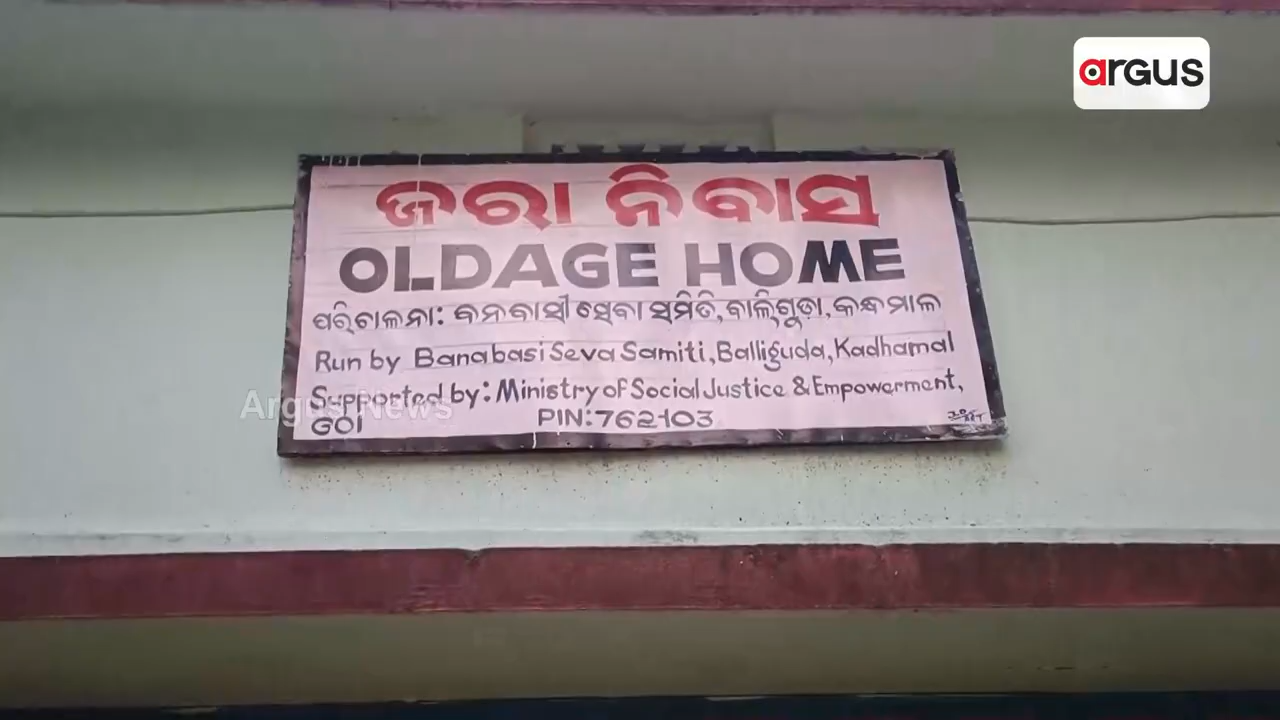 argus
ଜରା ନିବାସ
OLDAGE HOME
ପରିଚାଳନା: ବନବାସୀ ସେବା ସମିତି, ବାଲିଗୁଡା, କନ୍ଧମାଳ
Run by Banabasi Seva Samiti, Balliguda, Kadhamal
Supported by: Ministry of Social Justice & Empowerment,
GOI PIN:762103
Argus News